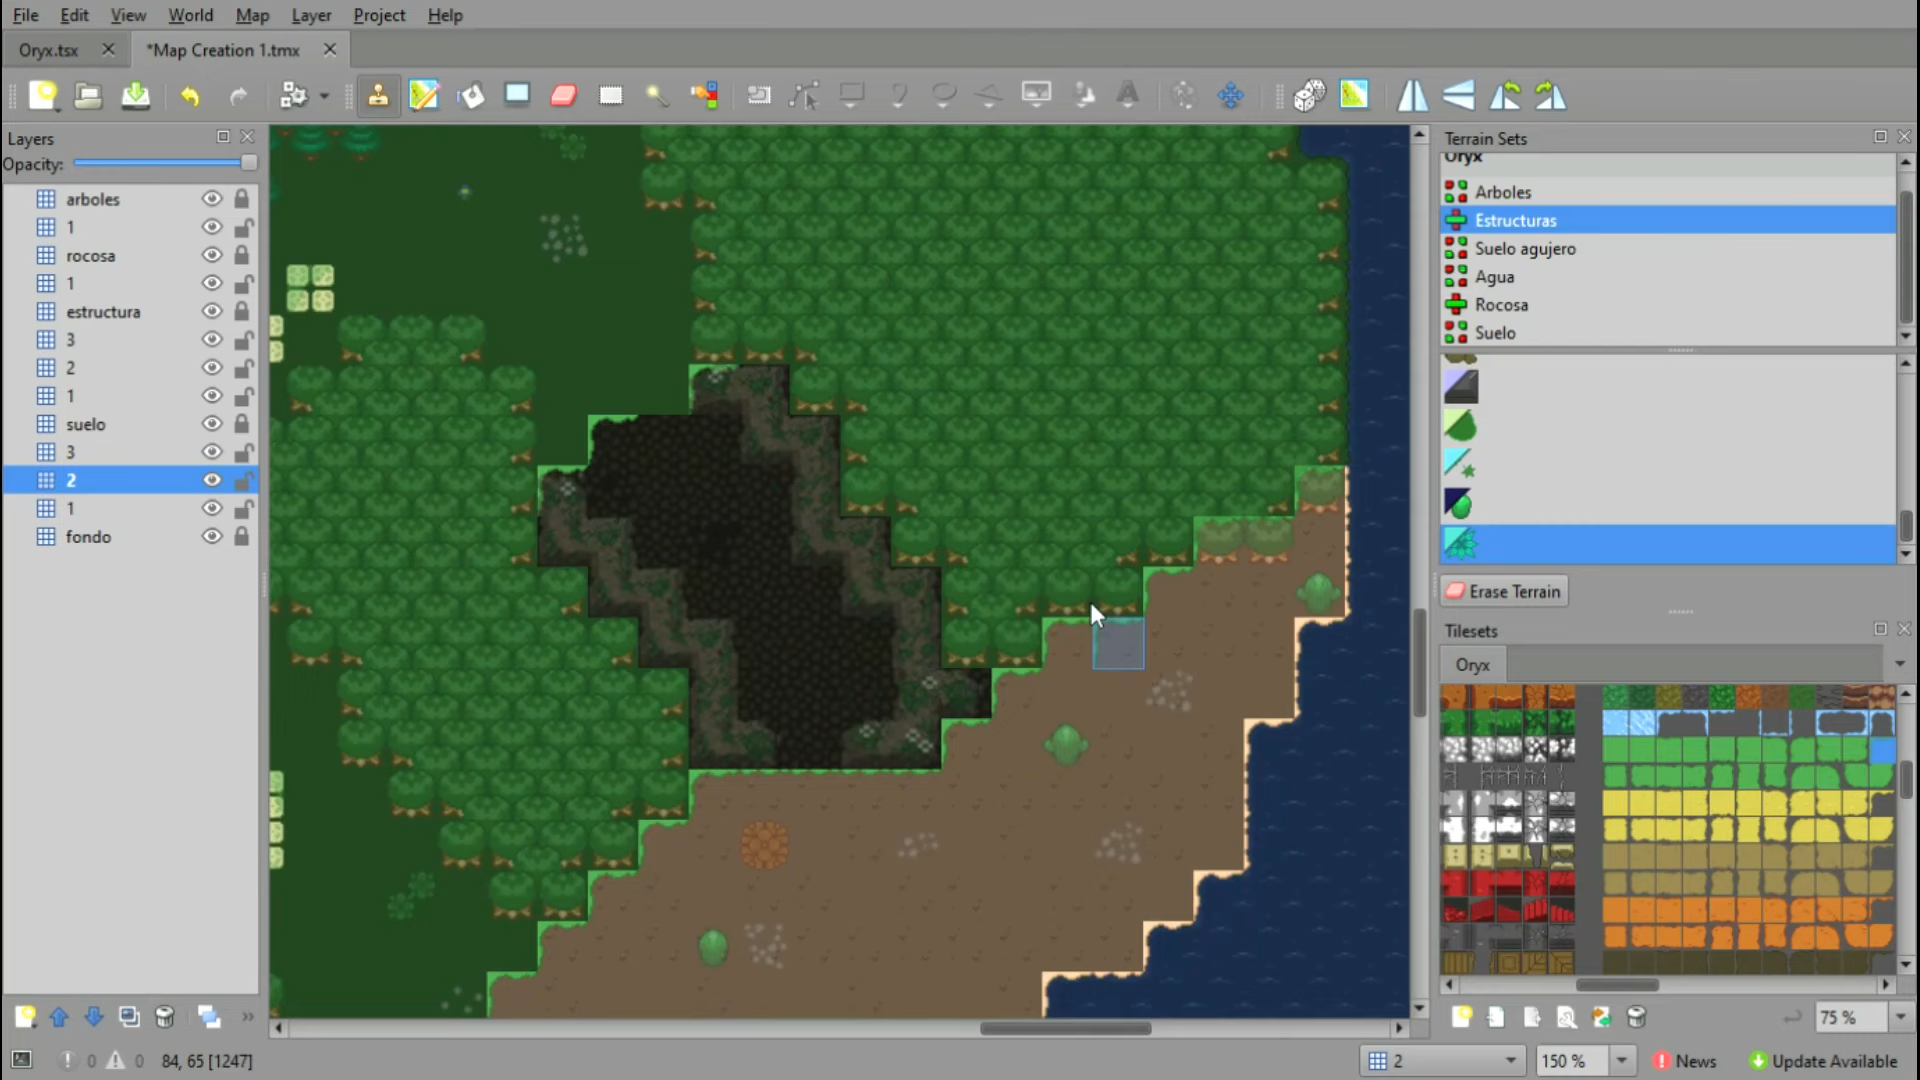 File Edit View World Map Layer Project Help
Oryx.tsx *Map Creation 1.tmx
Layers
Opacity:
arboles
1
rocosa
1
estructura
3
2
1
suelo
3
2
1
fondo
Terrain Sets
Oryx
Arboles
Estructuras
Suelo agujero
Agua
Rocosa
Suelo
Erase Terrain
Tilesets
Oryx
75 %
0 0 84, 65 [1247]
2 150 % News Update Available